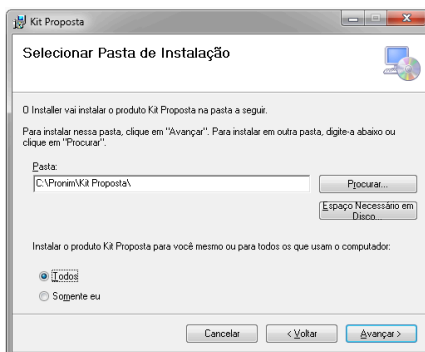 Kit Proposta
Selecionar Pasta de Instalação
O Installer vai instalar o produto Kit Proposta na pasta a seguir.
Para instalar nessa pasta, clique em "Avançar". Para instalar em outra pasta, digite-a abaixo ou
clique em "Procurar".
Pasta:
C:\Pronim\Kit Proposta\
Procurar...
Espaço Necessário em
Disco...
Instalar o produto Kit Proposta para você mesmo ou para todos os que usam o computador:
Todos
Somente eu
Cancelar
< Voltar
Avançar >